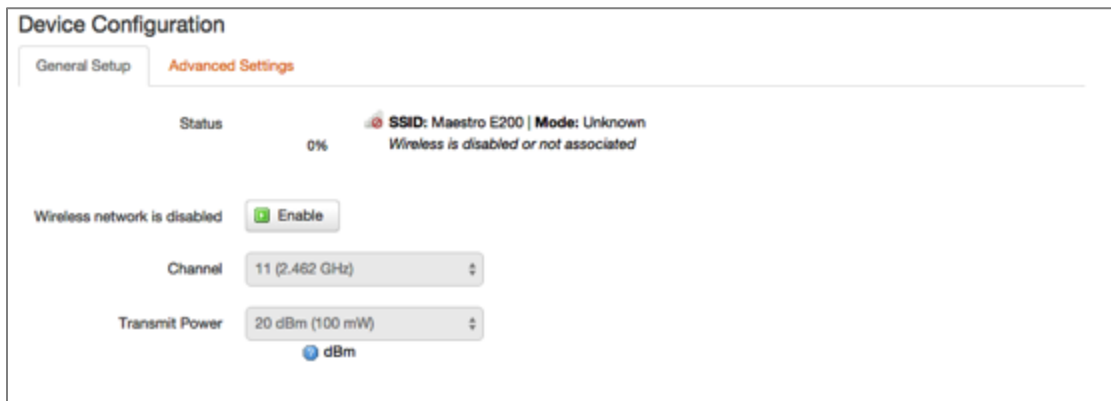 Device Configuration
General Setup Advanced Settings
Status SSID: Maestro E200 | Mode: Unknown
0% Wireless is disabled or not associated
Wireless network is disabled Enable
Channel 11 (2.462 GHz)
Transmit Power 20 dBm (100 mW)
dBm